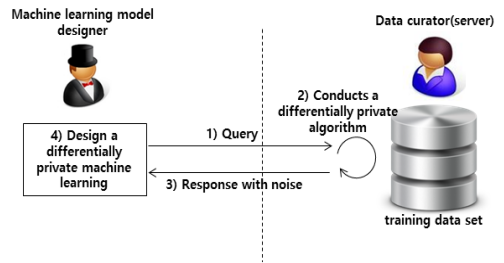 Machine learning model
designer
Data curator(server)
2) Conducts a
differentially private
algorithm
1) Query
4) Design a
differentially
private machine
learning
3) Response with noise
training data set